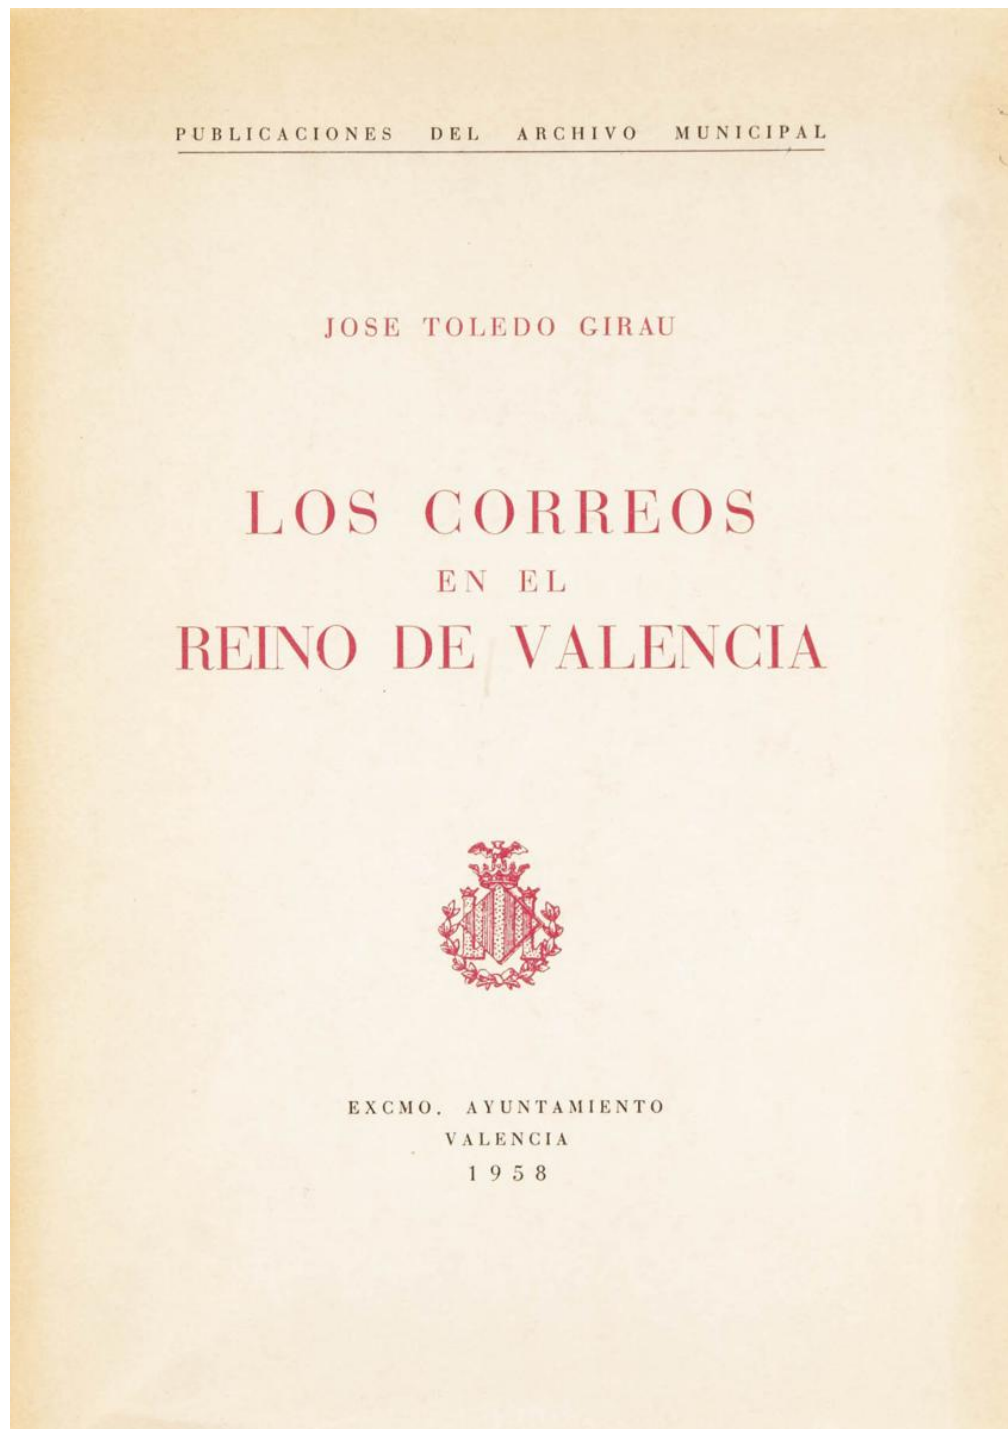 PUBLICACIONES DEL ARCHIVO MUNICIPAL
JOSE TOLEDO GIRAU
LOS CORREOS
EN EL
REINO DE VALENCIA
EXCMO. AYUNTAMIENTO
VALENCIA
1958